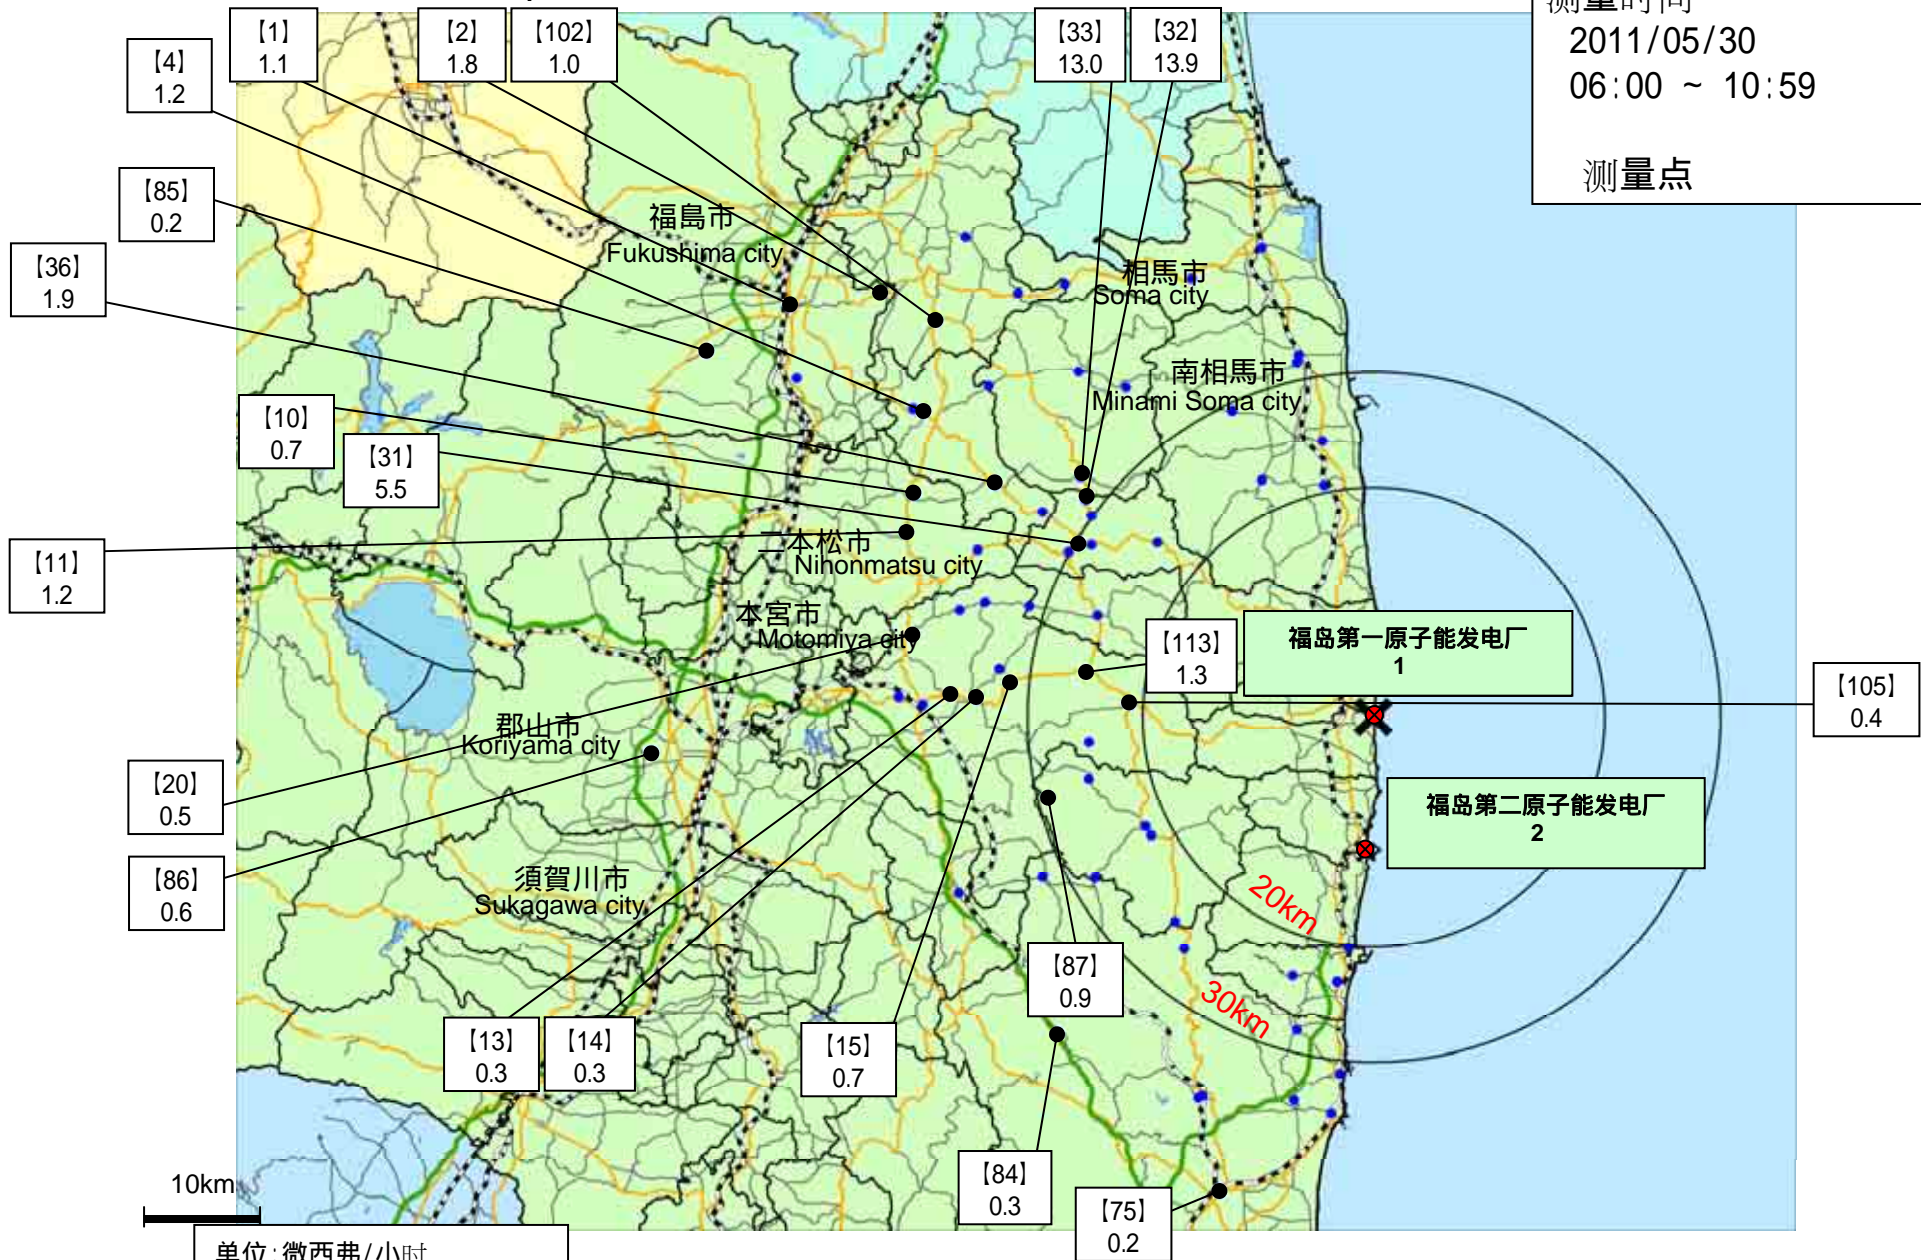 【1】
1.1
【2】
1.8
【102】
1.0
【33】
13.0
【32】
13.9
测量时间
2011/05/30
06:00 ~ 10:59
测量点
【4】
1.2
【85】
0.2
【36】
1.9
福島市
Fukushima city
相馬市
Soma city
南相馬市
Minami Soma city
【10】
0.7
【31】
5.5
【11】
1.2
二本松市
Nihonmatsu city
本宮市
Motomiya city
【113】
1.3
福岛第一原子能发电厂
1
【105】
0.4
郡山市
Koriyama city
【20】
0.5
福岛第二原子能发电厂
2
【86】
0.6
須賀川市
Sukagawa city
20km
30km
【87】
0.9
【13】
0.3
【14】
0.3
【15】
0.7
【84】
0.3
【75】
0.2
10km
单位:微西弗/小时